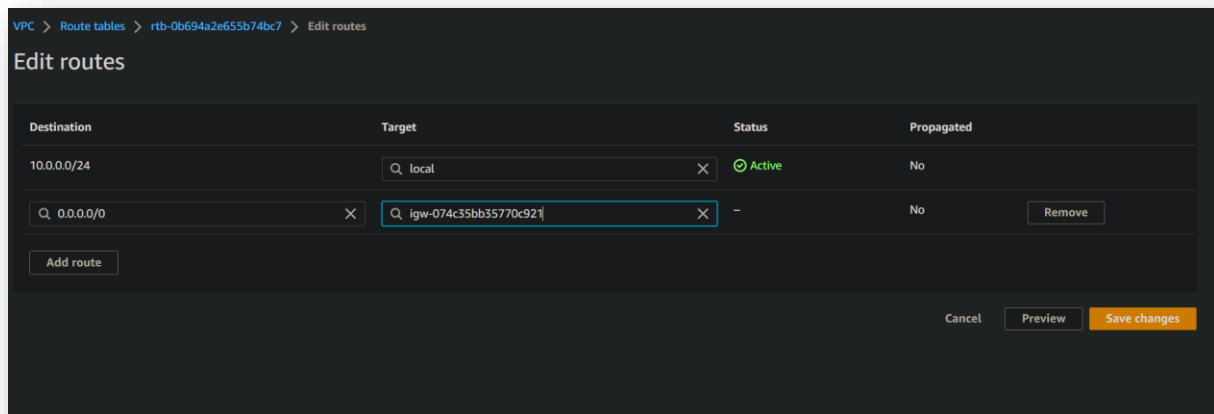 VPC > Route tables > rtb-0b694a2e655b74bc7 > Edit routes
Edit routes
Destination Target Status Propagated
10.0.0.0/24 local Active No
0.0.0.0/0 igw-074c35bb35770c921 – No Remove
Add route
Cancel Preview Save changes